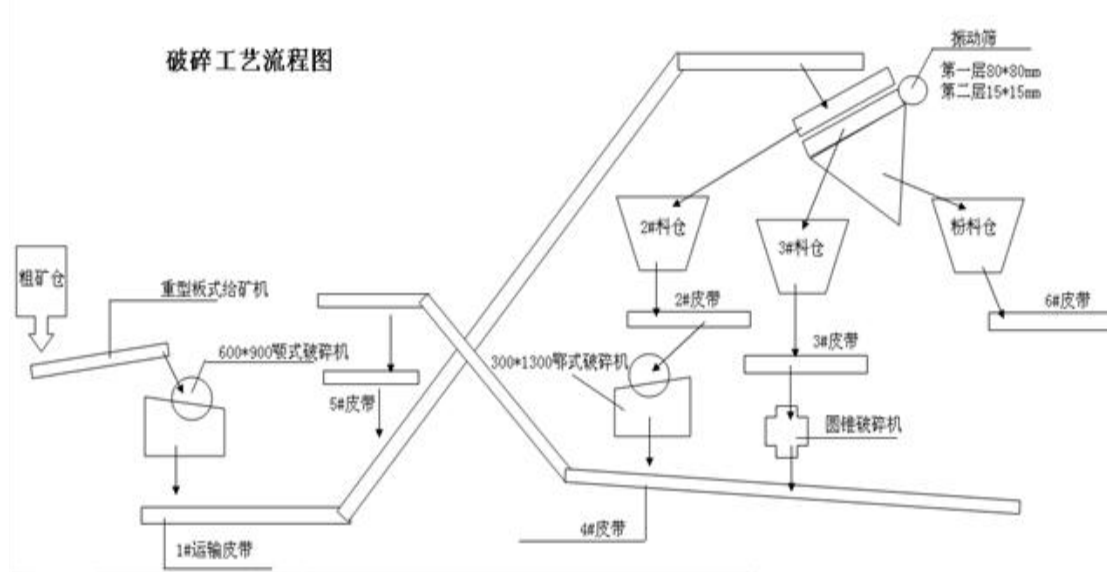 破碎工艺流程图
振动筛
第一层80*80mm
第二层15*15mm
2#料仓
3#料仓
粉料仓
粗矿仓
重型板式给矿机
2#皮带
6#皮带
600*900颚式破碎机
300*1300鄂式破碎机
3#皮带
5#皮带
圆锥破碎机
4#皮带
1#运输皮带